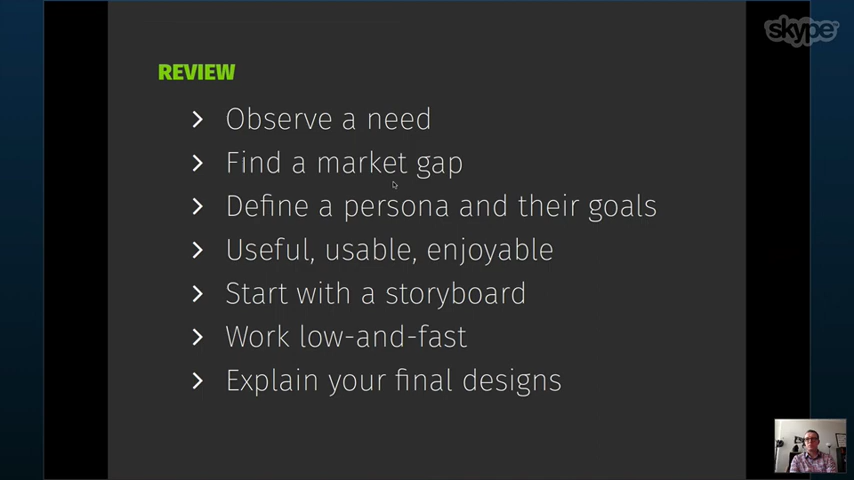 skype
REVIEW
Observe a need
Find a market gap
Define a persona and their goals
Useful, usable, enjoyable
Start with a storyboard
Work low-and-fast
Explain your final designs